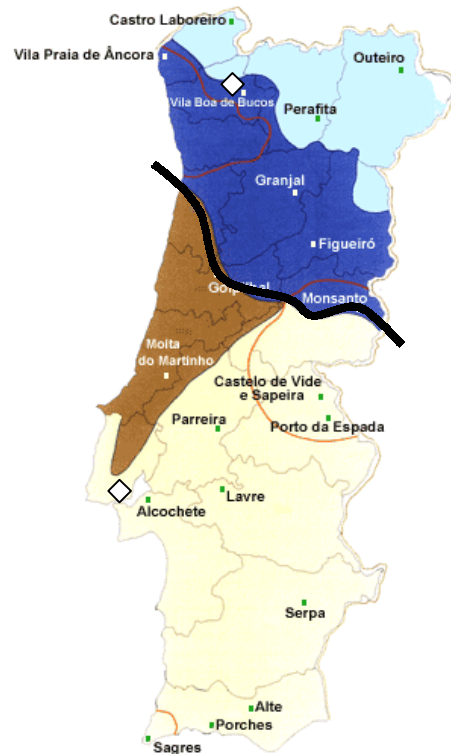 Castro Laboreiro
Vila Praia de Âncora
Outeiro
Vila Boa de Bucos
Perafita
Granjal
Figueiró
Monsanto
Moita
do Martinho
Castelo de Vide
e Sapeira
Parreira
Porto da Espada
Lavre
Alcochete
Serpa
Alte
Porches
Sagres